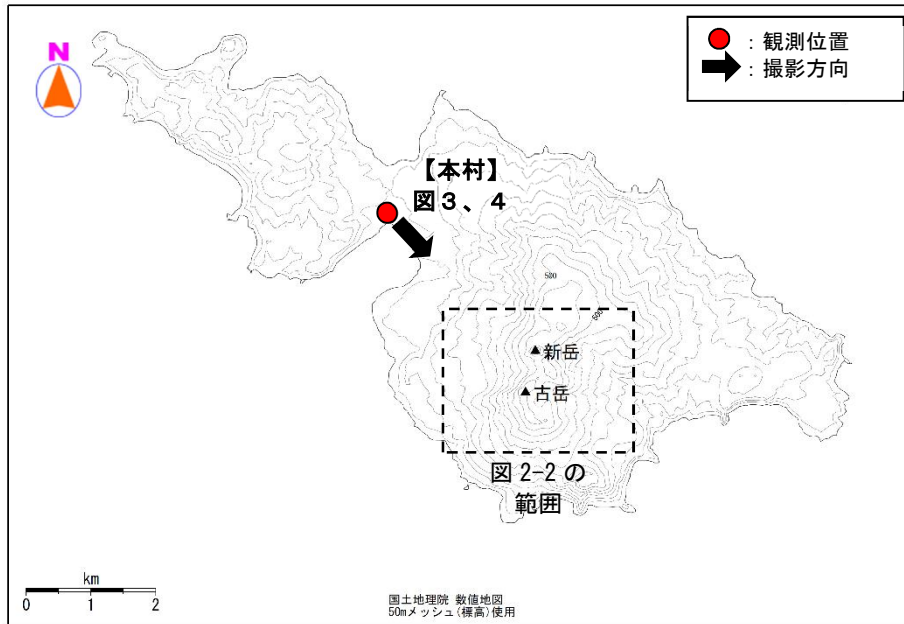 N
：観測位置
：撮影方向
【本村】
図３、４
500
600
新岳
古岳
図 2-2 の
範囲
km
0 1 2
国土地理院 数値地図
50mメッシュ(標高)使用